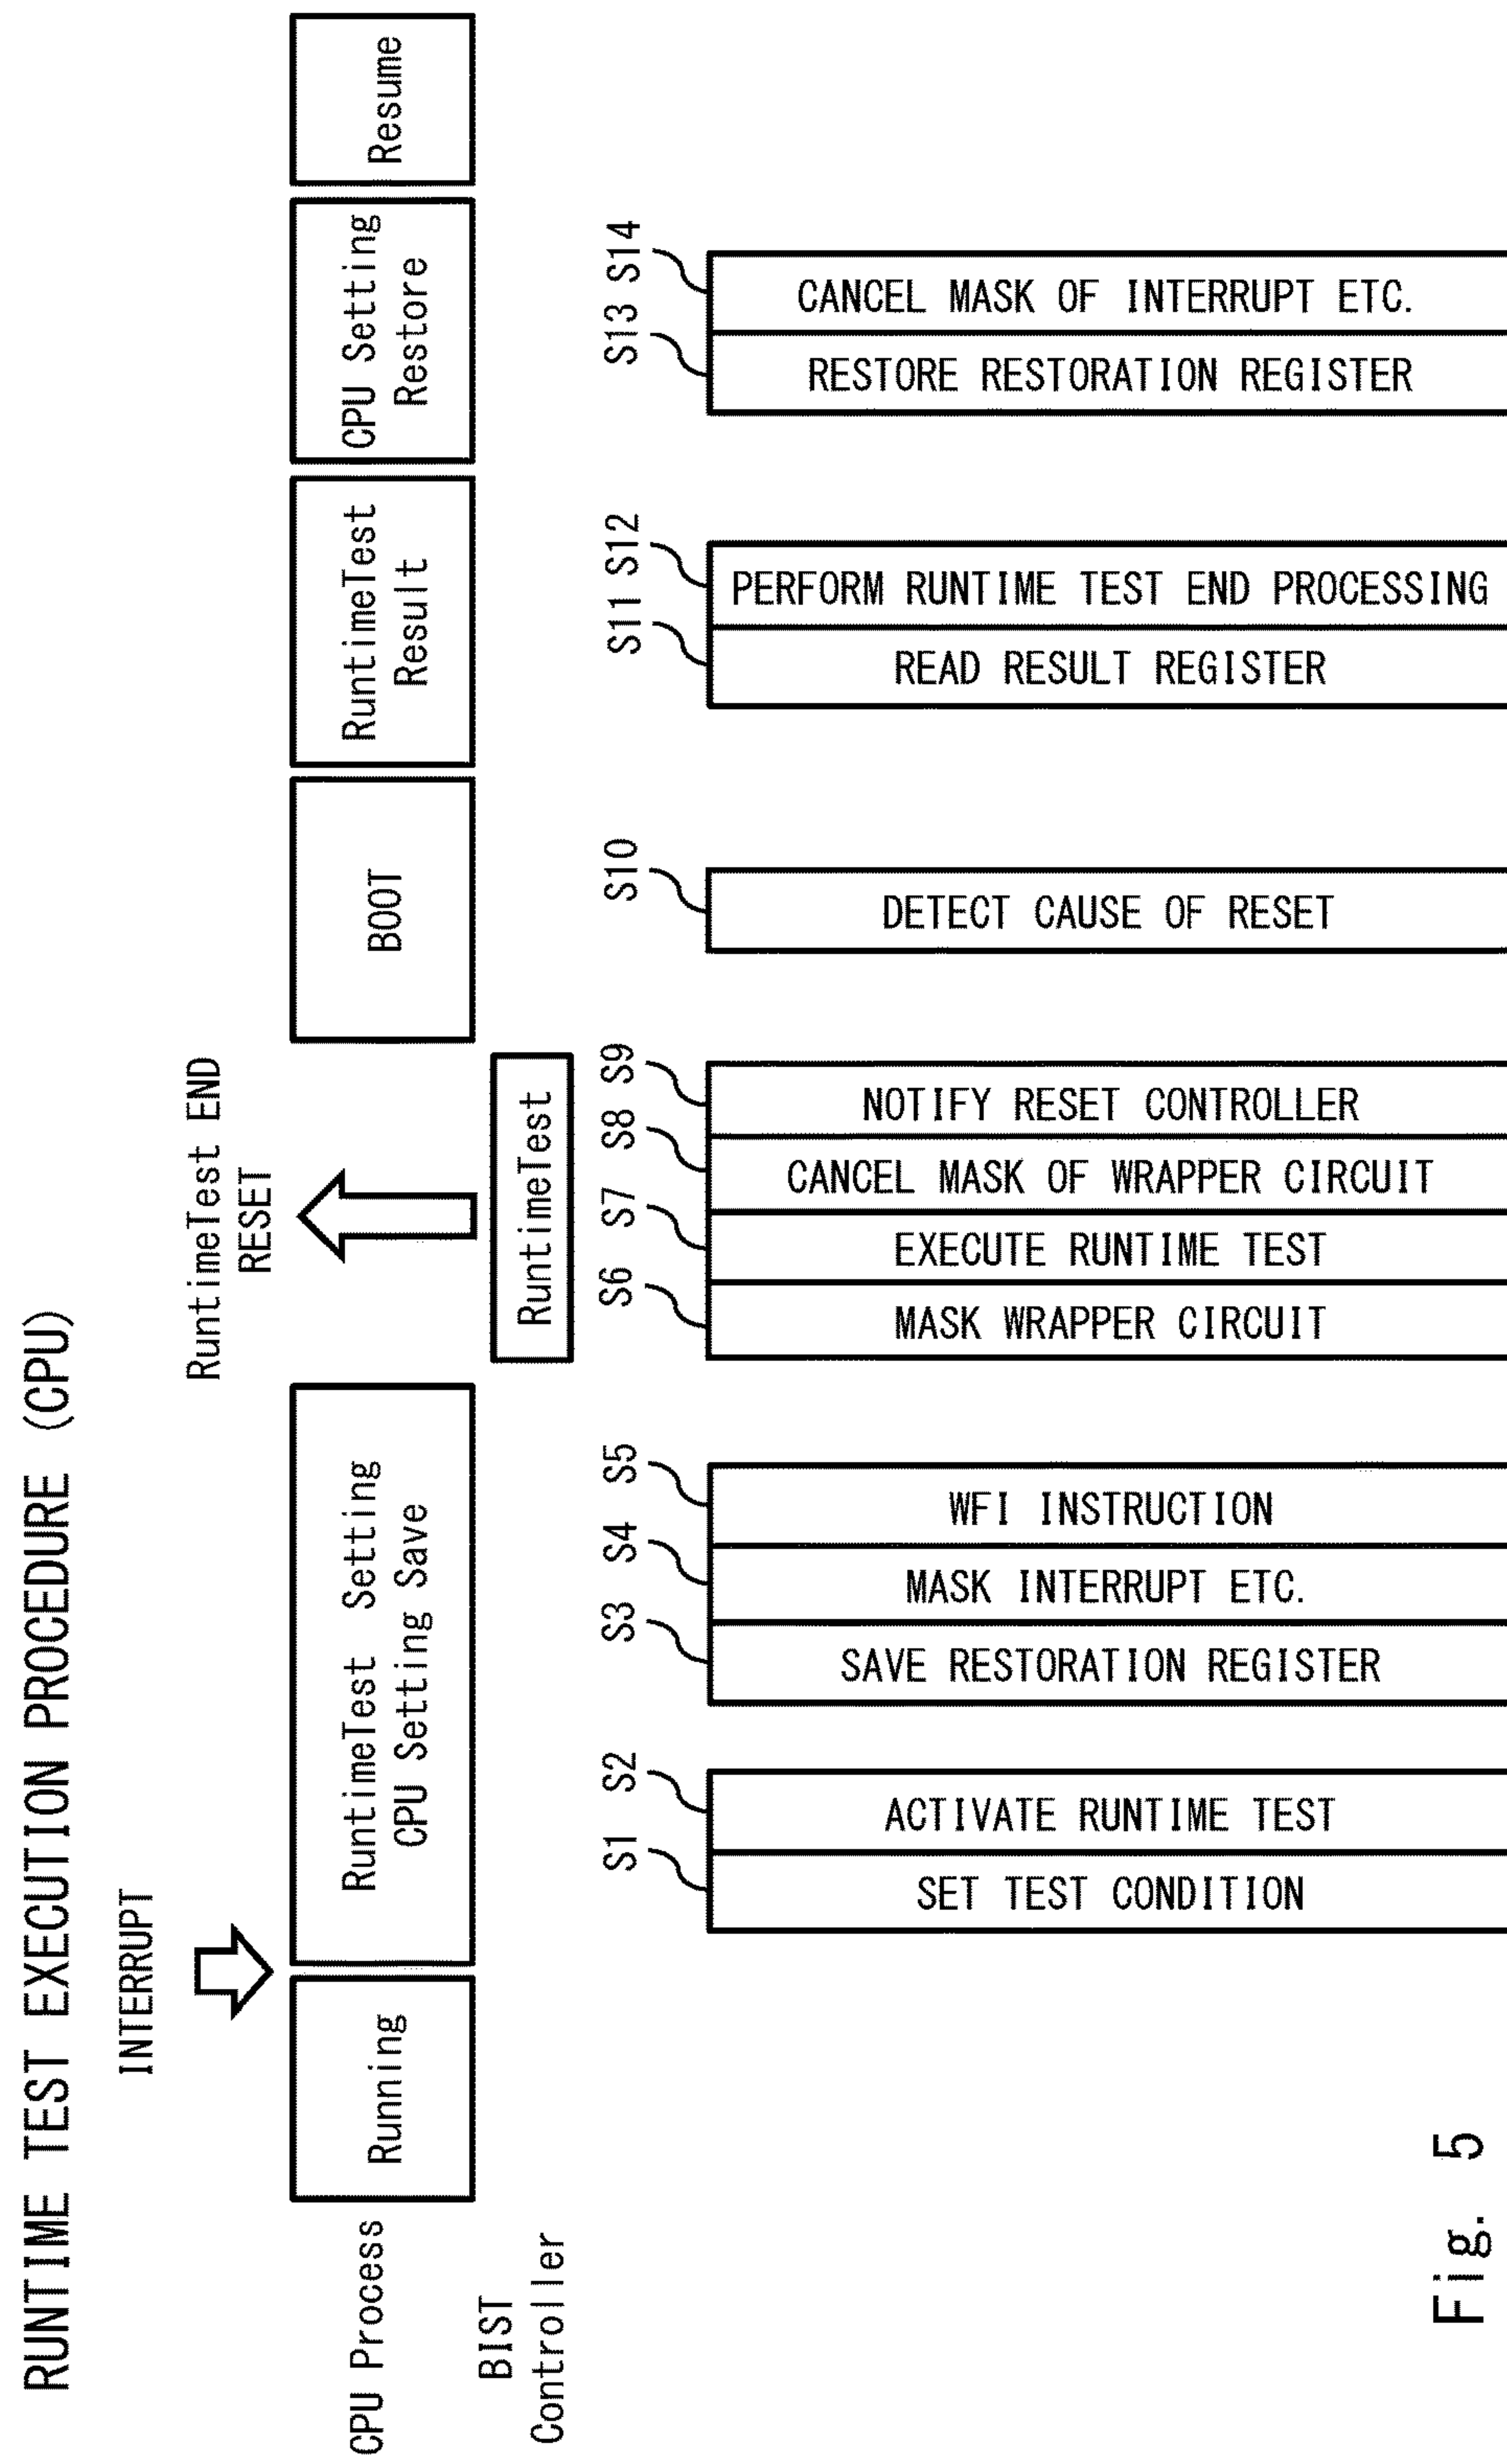 RUNTIME TEST EXECUTION PROCEDURE (CPU)
INTERRUPT
RuntimeTest END
RESET
CPU Process
Running
RuntimeTest Setting
CPU Setting Save
BOOT
RuntimeTest
Result
CPU Setting
Restore
Resume
BIST
Controller
RuntimeTest
S1
SET TEST CONDITION
S2
ACTIVATE RUNTIME TEST
S3
SAVE RESTORATION REGISTER
S4
MASK INTERRUPT ETC.
S5
WFI INSTRUCTION
S6
MASK WRAPPER CIRCUIT
S7
EXECUTE RUNTIME TEST
S8
CANCEL MASK OF WRAPPER CIRCUIT
S9
NOTIFY RESET CONTROLLER
S10
DETECT CAUSE OF RESET
S11
READ RESULT REGISTER
S12
PERFORM RUNTIME TEST END PROCESSING
S13
RESTORE RESTORATION REGISTER
S14
CANCEL MASK OF INTERRUPT ETC.
Fig. 5